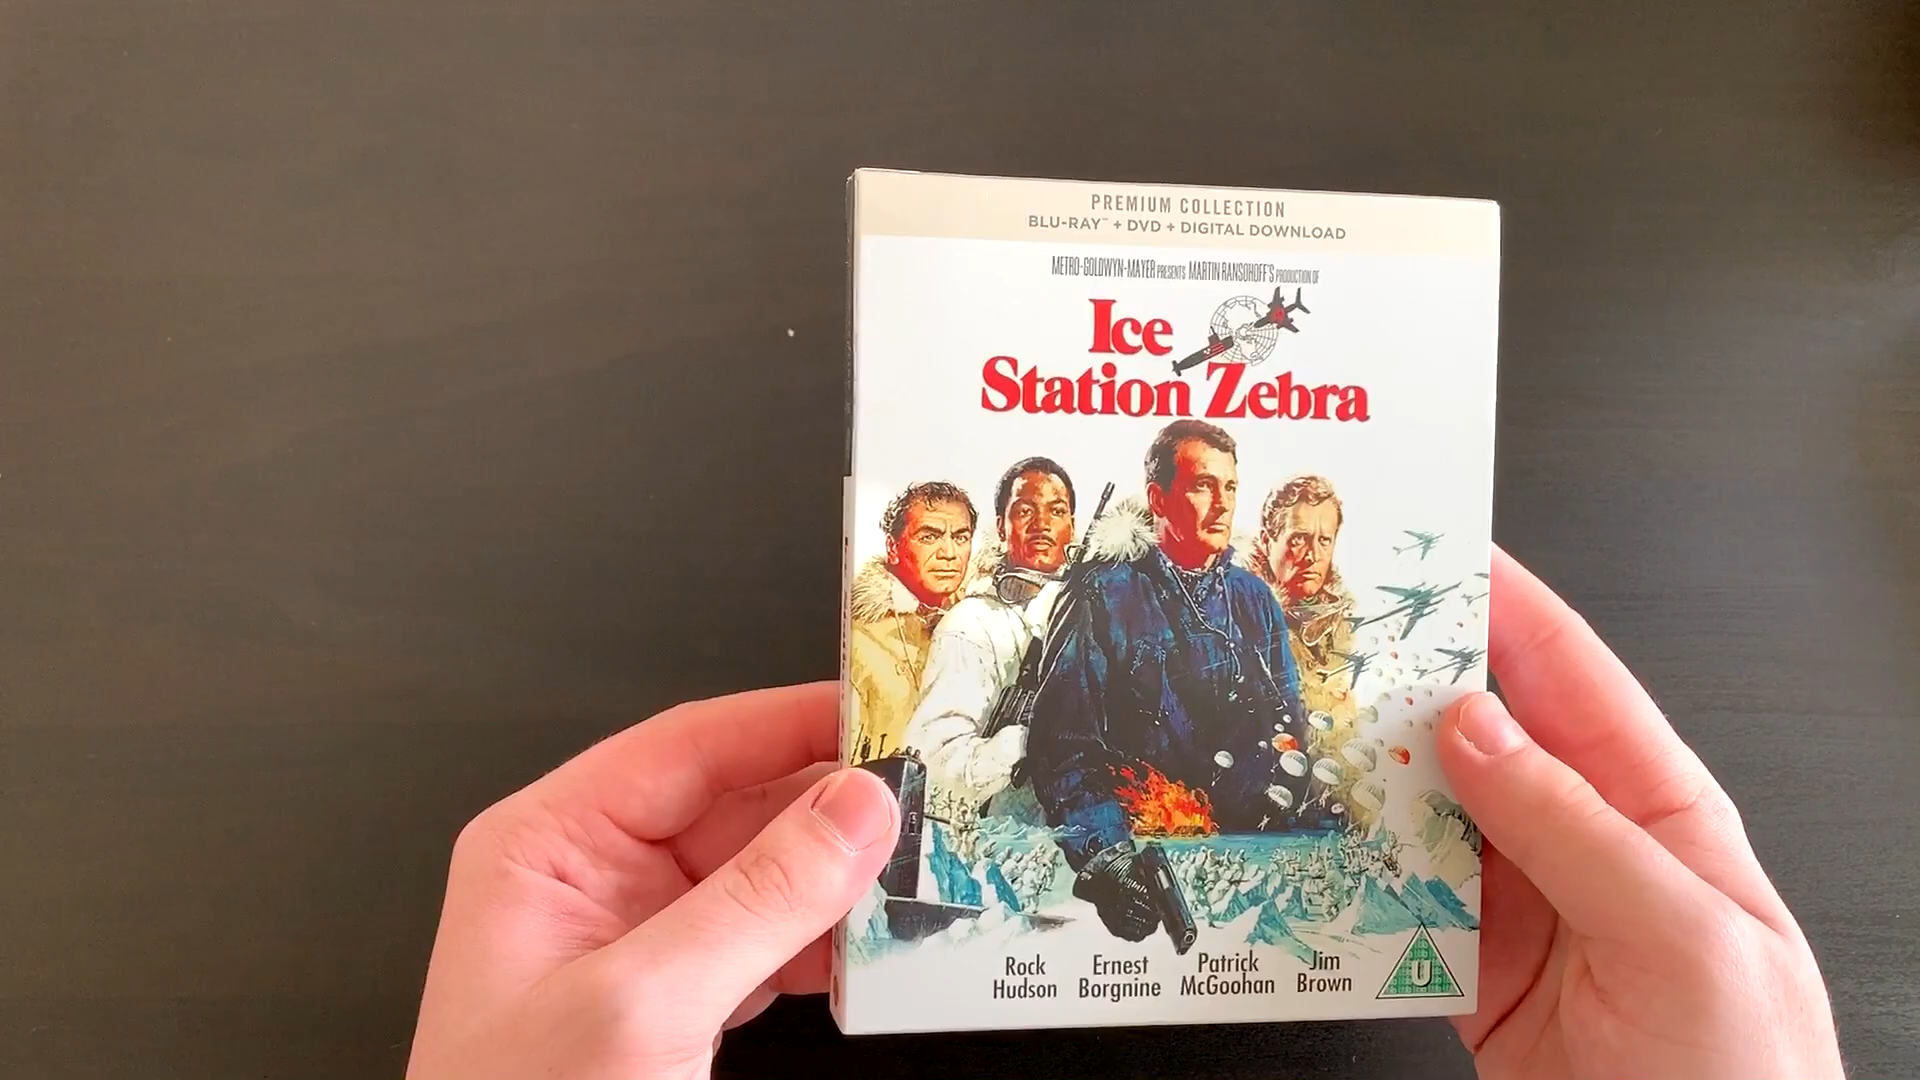 PREMIUM COLLECTION
BLU-RAY™ + DVD + DIGITAL DOWNLOAD
METRO-GOLDWYN-MAYER PRESENTS MARTIN RANSOHOFF'S PRODUCTION OF
Ice
Station Zebra
Rock Ernest Patrick Jim
Hudson Borgnine McGoohan Brown
U